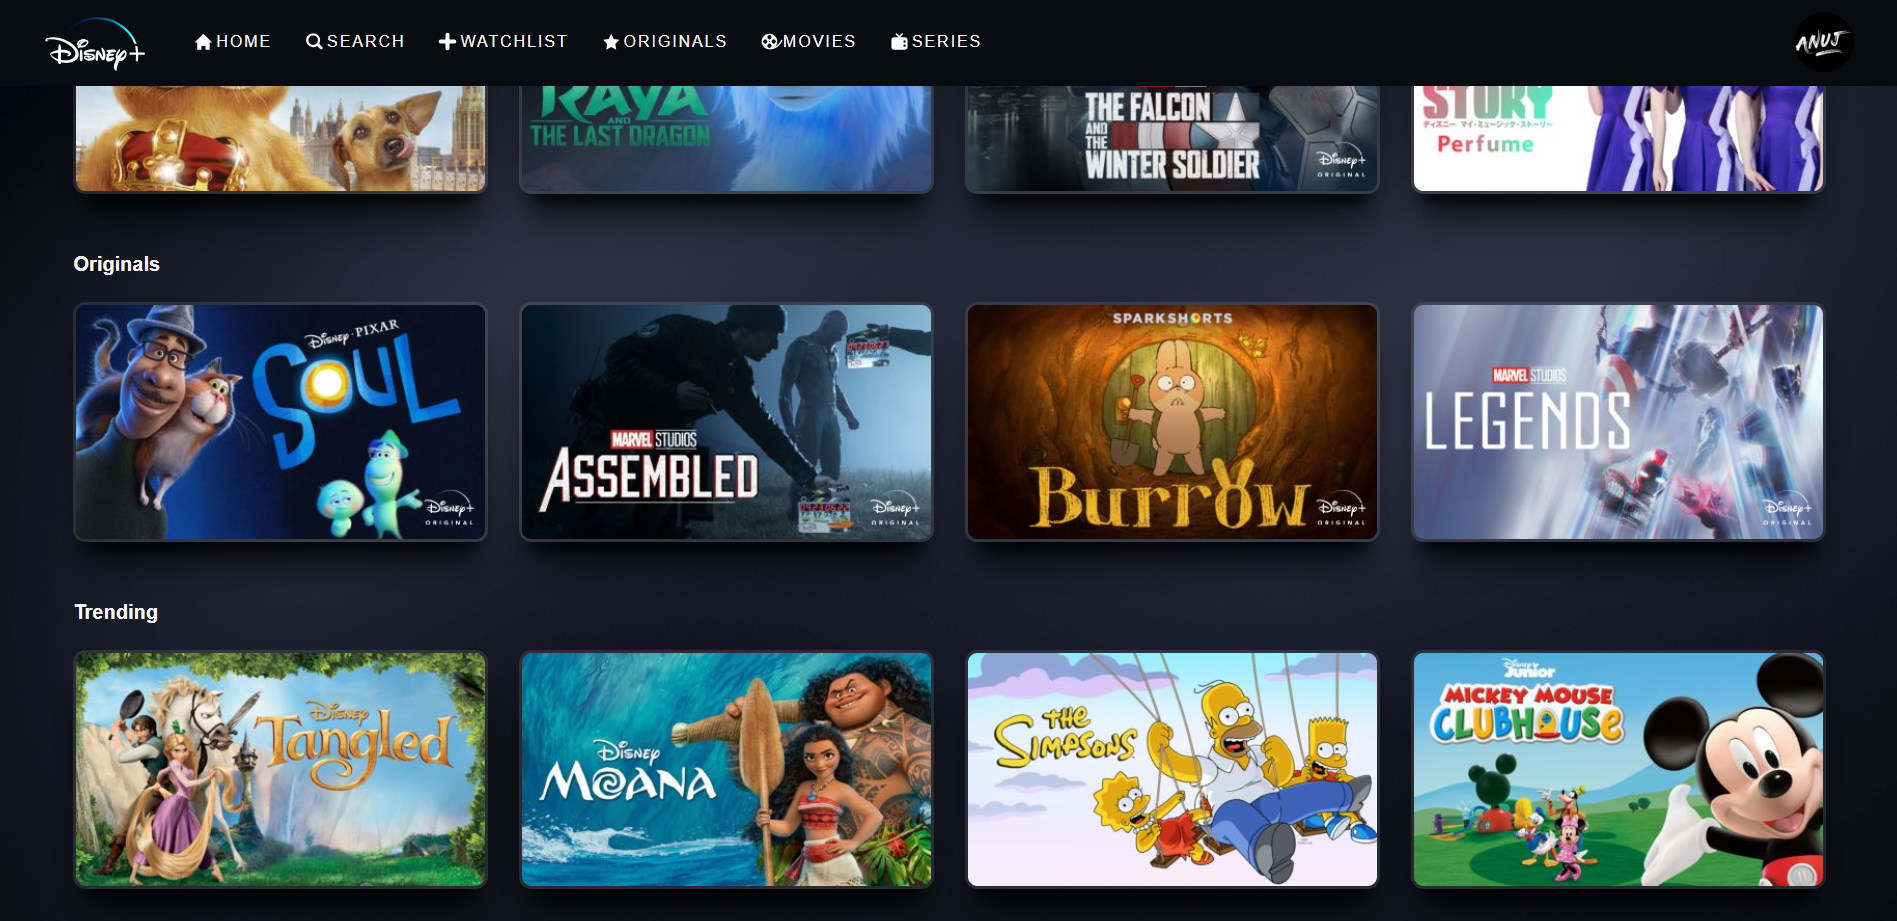 Disney+
HOME
SEARCH
WATCHLIST
ORIGINALS
MOVIES
SERIES
ANUJ
RAYA
AND
THE LAST DRAGON
THE FALCON
AND
THE
WINTER SOLDIER
Disney+
ORIGINAL
STORY
ディズニー マイ・ミュージック・ストーリー
Perfume
Originals
Disney · PIXAR
SOUL
Disney+
ORIGINAL
MARVEL STUDIOS
ASSEMBLED
Disney+
ORIGINAL
SPARKSHORTS
Burrow
Disney+
ORIGINAL
MARVEL STUDIOS
LEGENDS
Disney+
ORIGINAL
Trending
Disney
Tangled
Disney
MOANA
THE
SIMPSONS
Disney
Junior
MICKEY MOUSE
CLUBHOUSE